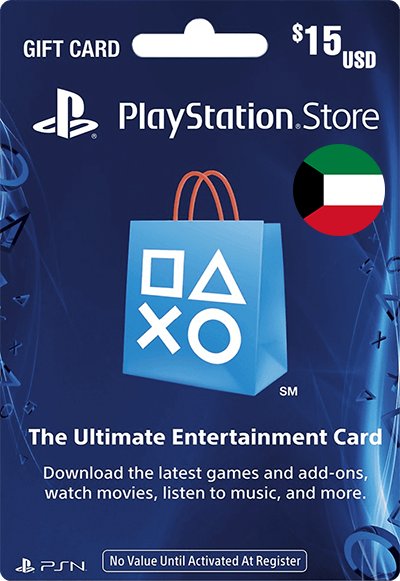 GIFT CARD
$15 USD
PlayStation®Store
SM
The Ultimate Entertainment Card
Download the latest games and add-ons,
watch movies, listen to music, and more.
PSN. No Value Until Activated At Register